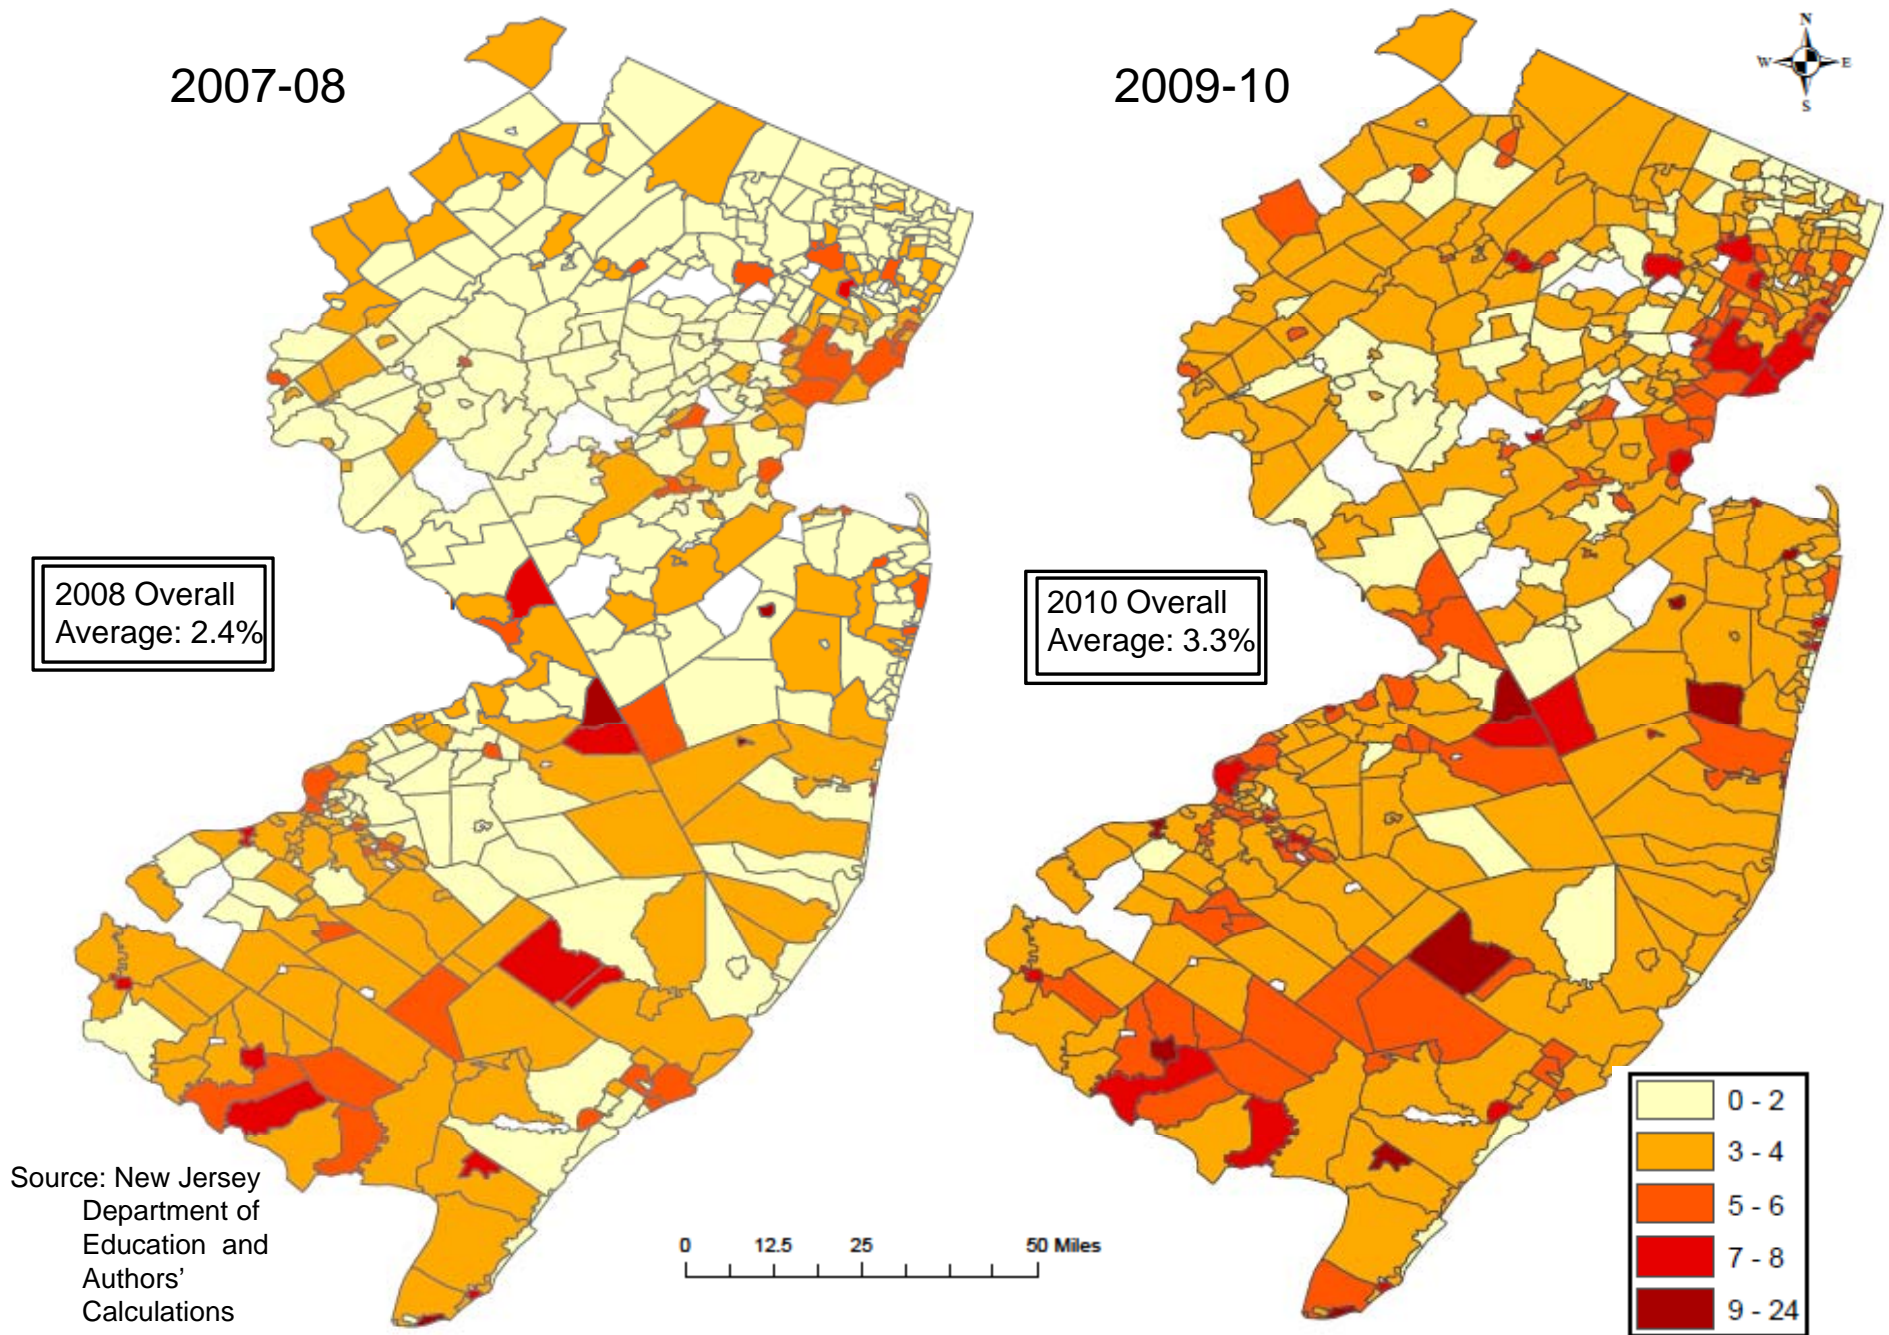 2007-08
2009-10
N
W
E
S
2008 Overall
Average: 2.4%
2010 Overall
Average: 3.3%
0 - 2
3 - 4
5 - 6
7 - 8
9 - 24
Source: New Jersey
Department of
Education and
Authors’
Calculations
0 12.5 25 50 Miles